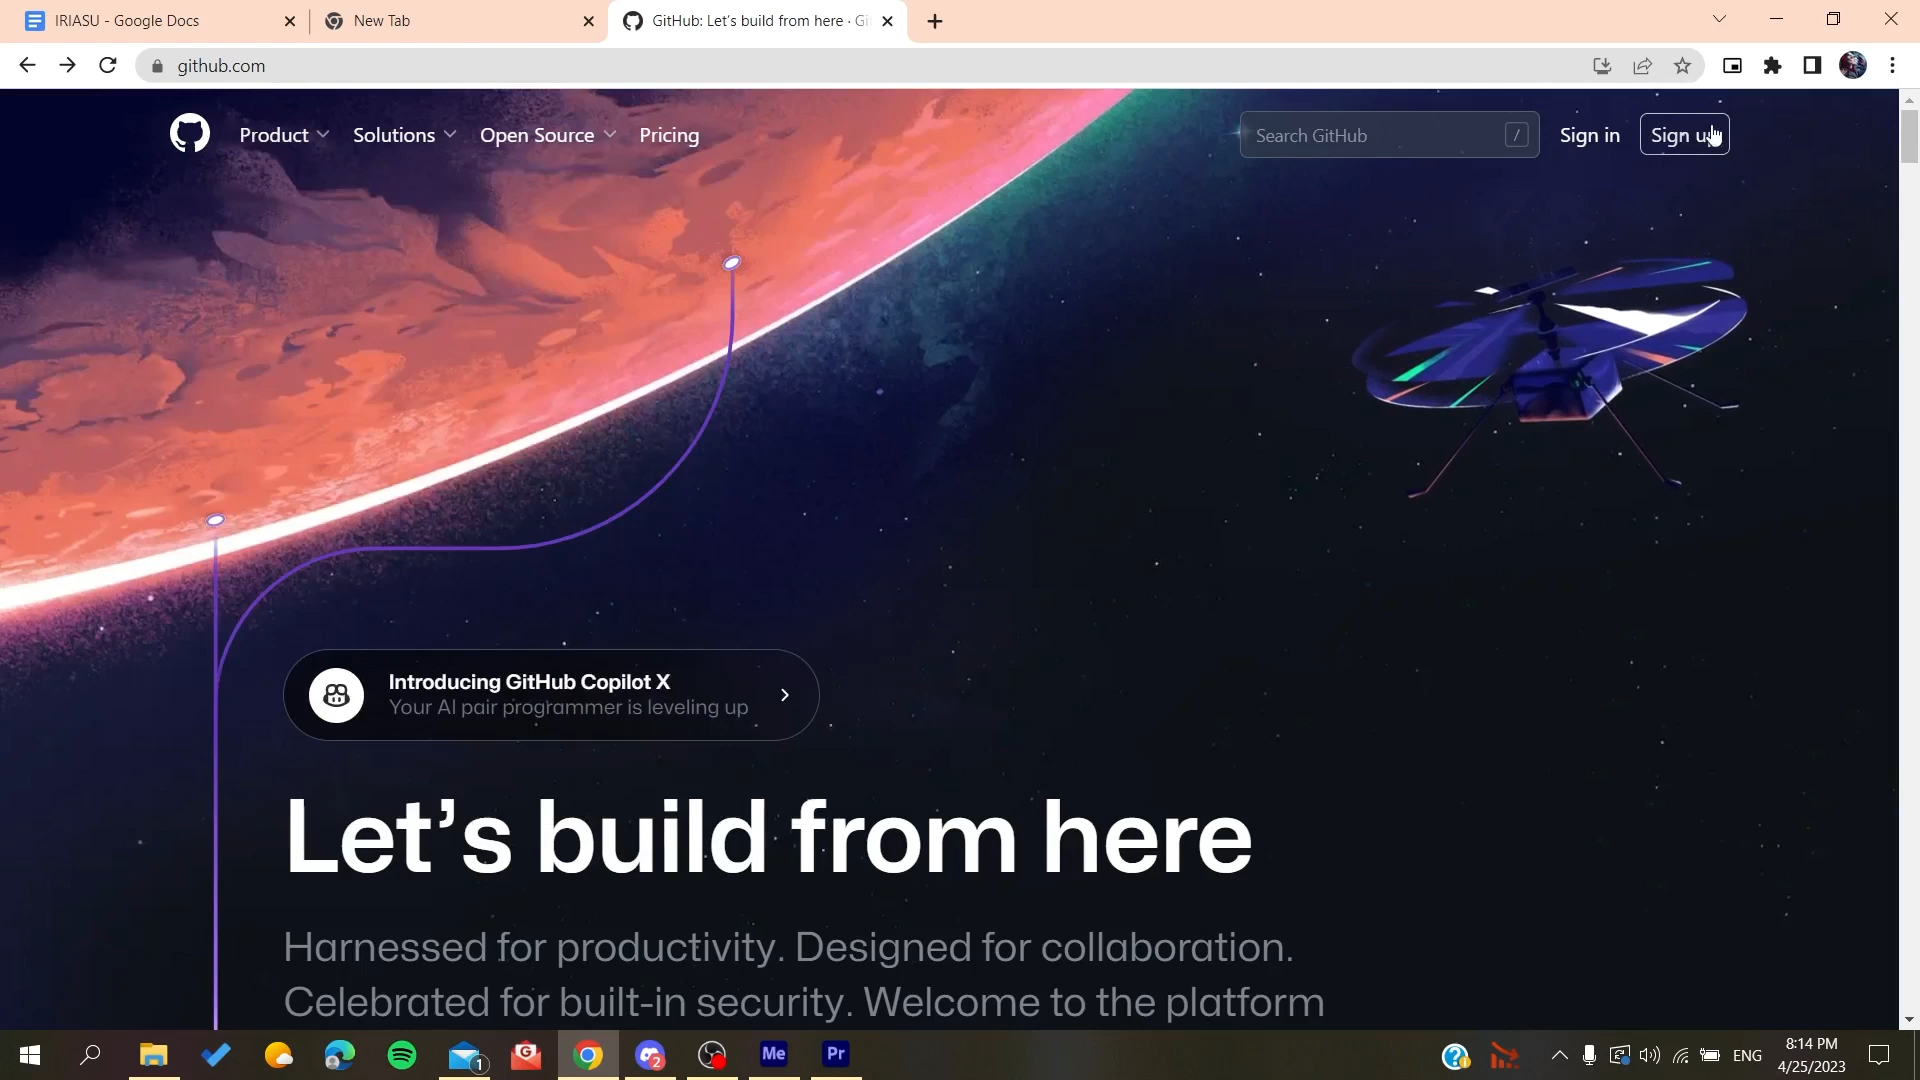 IRIASU - Google Docs
New Tab
GitHub: Let's build from here · Gi
github.com
Product
Solutions
Open Source
Pricing
Search GitHub
/
Sign in
Sign up
Introducing GitHub Copilot X
Your AI pair programmer is leveling up
Let's build from here
Harnessed for productivity. Designed for collaboration.
Celebrated for built-in security. Welcome to the platform
1
G
2
Me
Pr
ENG
8:14 PM
4/25/2023